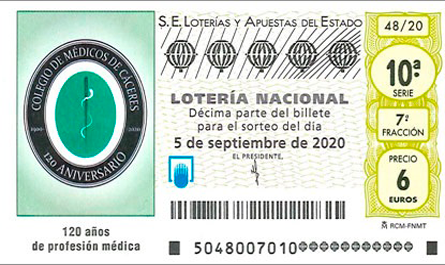 COLEGIO DE MÉDICOS DE CÁCERES
1900
2020
120 ANIVERSARIO
120 años
de profesión médica
S.E. LOTERÍAS Y APUESTAS DEL ESTADO
LOTERÍA NACIONAL
Décima parte del billete
para el sorteo del día
5 de septiembre de 2020
EL PRESIDENTE,
5048007010
48/20
10ª
SERIE
7ª
FRACCIÓN
PRECIO
6
EUROS
RCM-FNMT